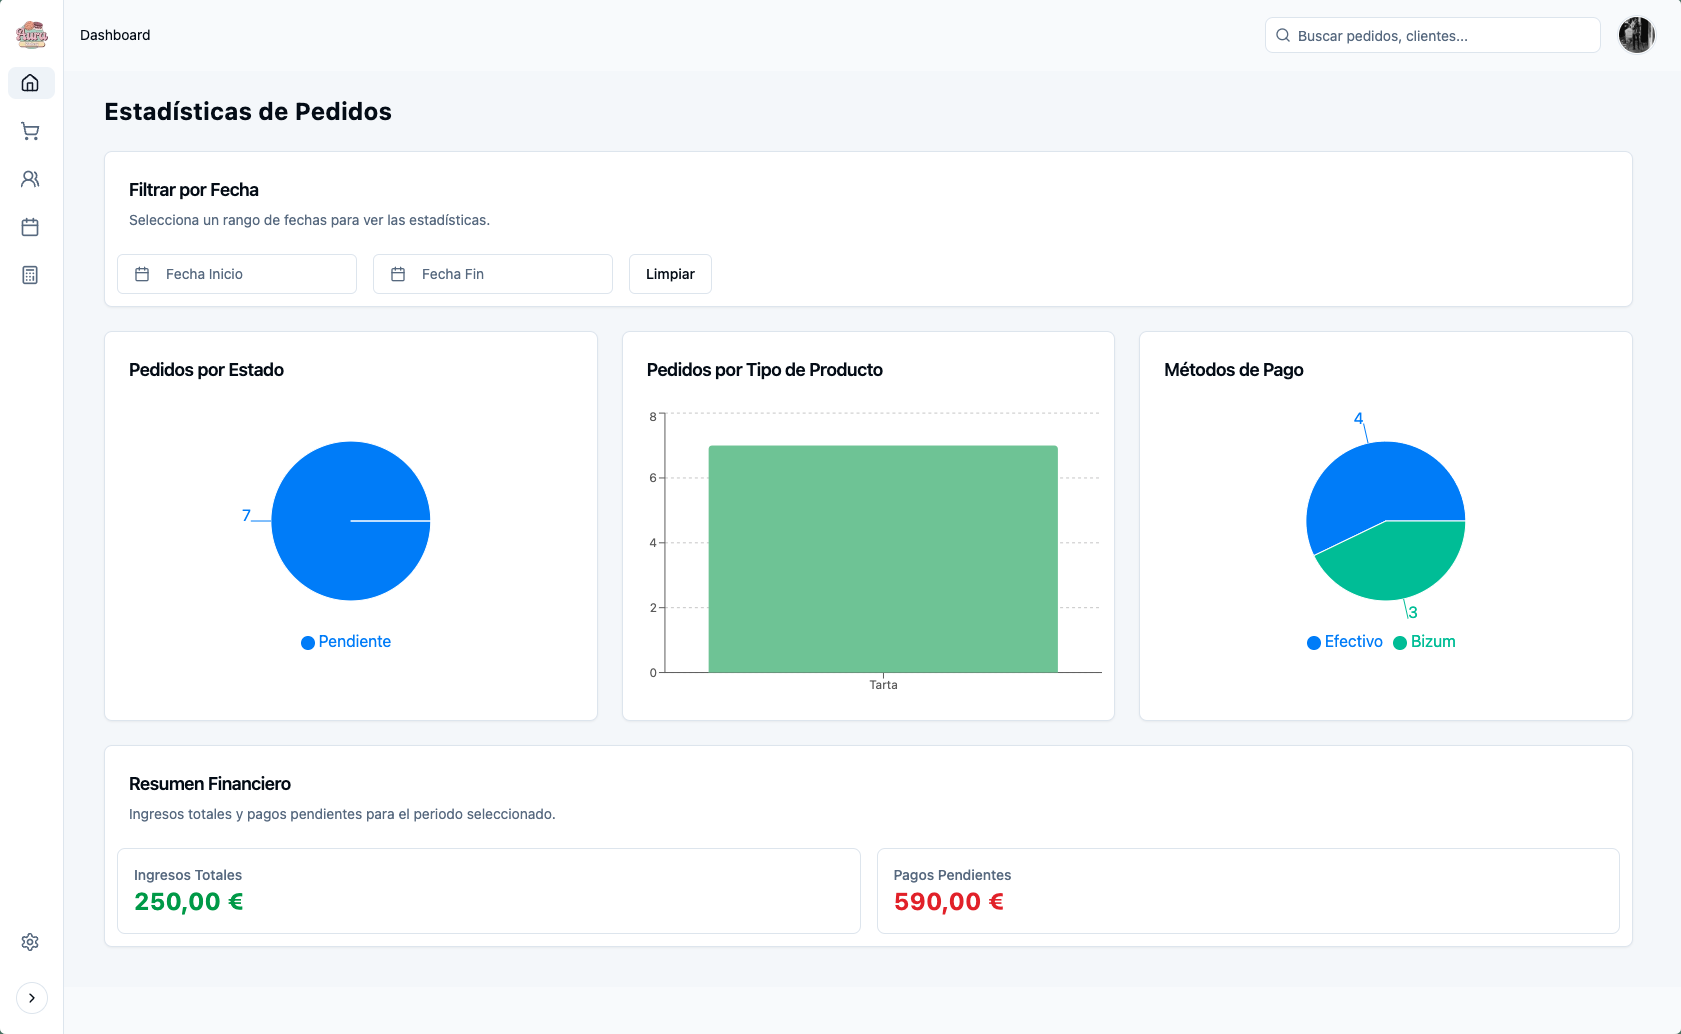 Aura
Dashboard
Buscar pedidos, clientes...
Estadísticas de Pedidos
Filtrar por Fecha
Selecciona un rango de fechas para ver las estadísticas.
Fecha Inicio
Fecha Fin
Limpiar
Pedidos por Estado
7
Pendiente
Pedidos por Tipo de Producto
8
6
4
2
0
Tarta
Métodos de Pago
4
3
Efectivo
Bizum
Resumen Financiero
Ingresos totales y pagos pendientes para el periodo seleccionado.
Ingresos Totales
250,00 €
Pagos Pendientes
590,00 €